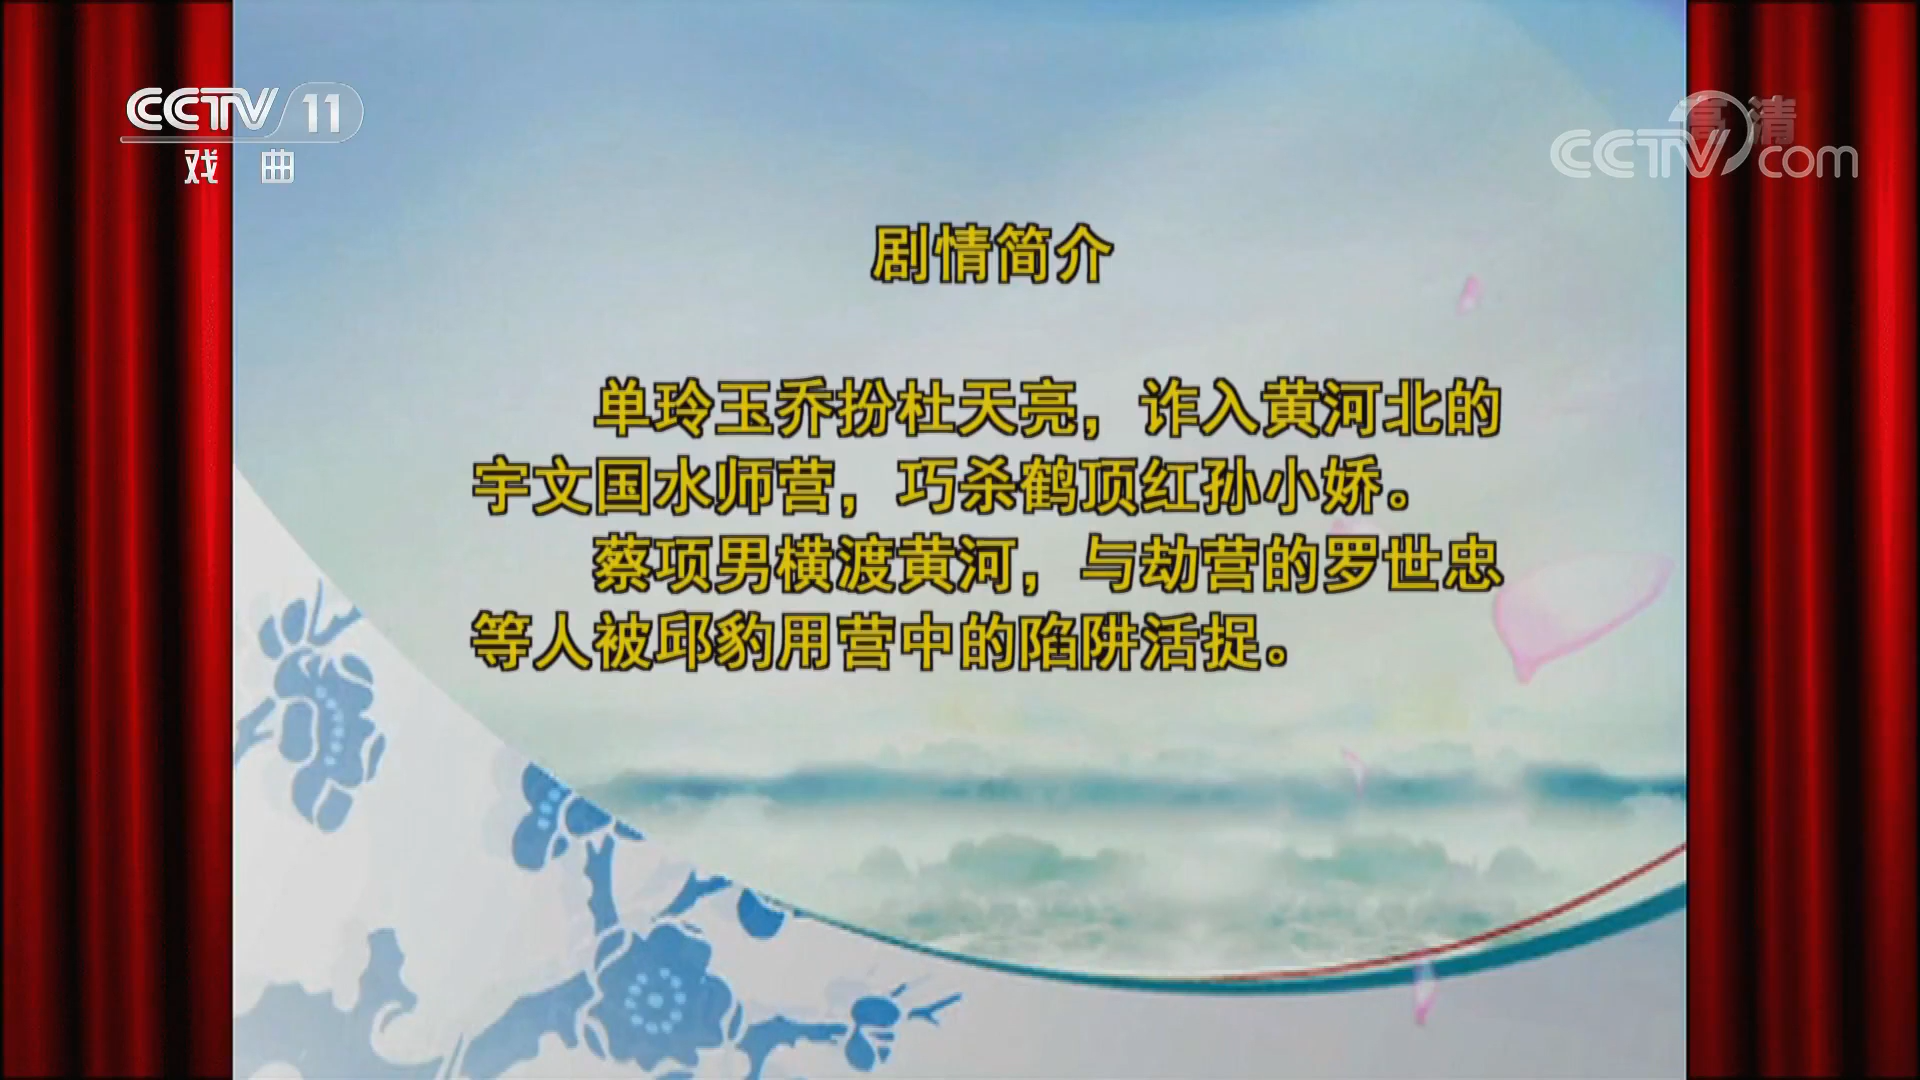 CCTV 11
戏曲
高清
CCTV com
剧情简介
单玲玉乔扮杜天亮，诈入黄河北的
宇文国水师营，巧杀鹤顶红孙小娇。
蔡项男横渡黄河，与劫营的罗世忠
等人被邱豹用营中的陷阱活捉。